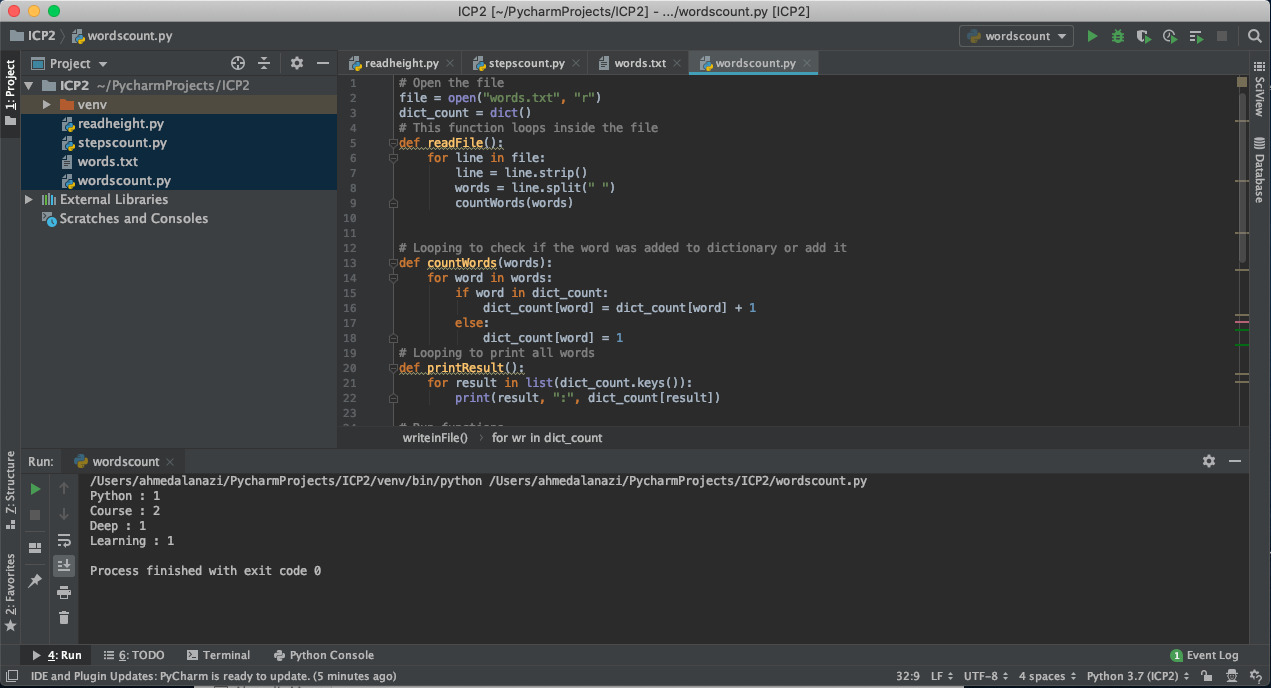 ICP2 [~/PycharmProjects/ICP2] - .../wordscount.py [ICP2]
ICP2 wordscount.py
wordscount
1: Project
Project
readheight.py
stepscount.py
words.txt
wordscount.py
ICP2 ~/PycharmProjects/ICP2
venv
readheight.py
stepscount.py
words.txt
wordscount.py
External Libraries
Scratches and Consoles
1 # Open the file
2 file = open("words.txt", "r")
3 dict_count = dict()
4 # This function loops inside the file
5 def readFile():
6     for line in file:
7         line = line.strip()
8         words = line.split(" ")
9         countWords(words)
10
11
12 # Looping to check if the word was added to dictionary or add it
13 def countWords(words):
14     for word in words:
15         if word in dict_count:
16             dict_count[word] = dict_count[word] + 1
17         else:
18             dict_count[word] = 1
19 # Looping to print all words
20 def printResult():
21     for result in list(dict_count.keys()):
22         print(result, ":", dict_count[result])
23
writeinFile() for wr in dict_count
SciView
Database
Run: wordscount
/Users/ahmedalanazi/PycharmProjects/ICP2/venv/bin/python /Users/ahmedalanazi/PycharmProjects/ICP2/wordscount.py
Python : 1
Course : 2
Deep : 1
Learning : 1
Process finished with exit code 0
Z: Structure
2: Favorites
4: Run
6: TODO
Terminal
Python Console
1 Event Log
IDE and Plugin Updates: PyCharm is ready to update. (5 minutes ago)
32:9 LF UTF-8 4 spaces Python 3.7 (ICP2)